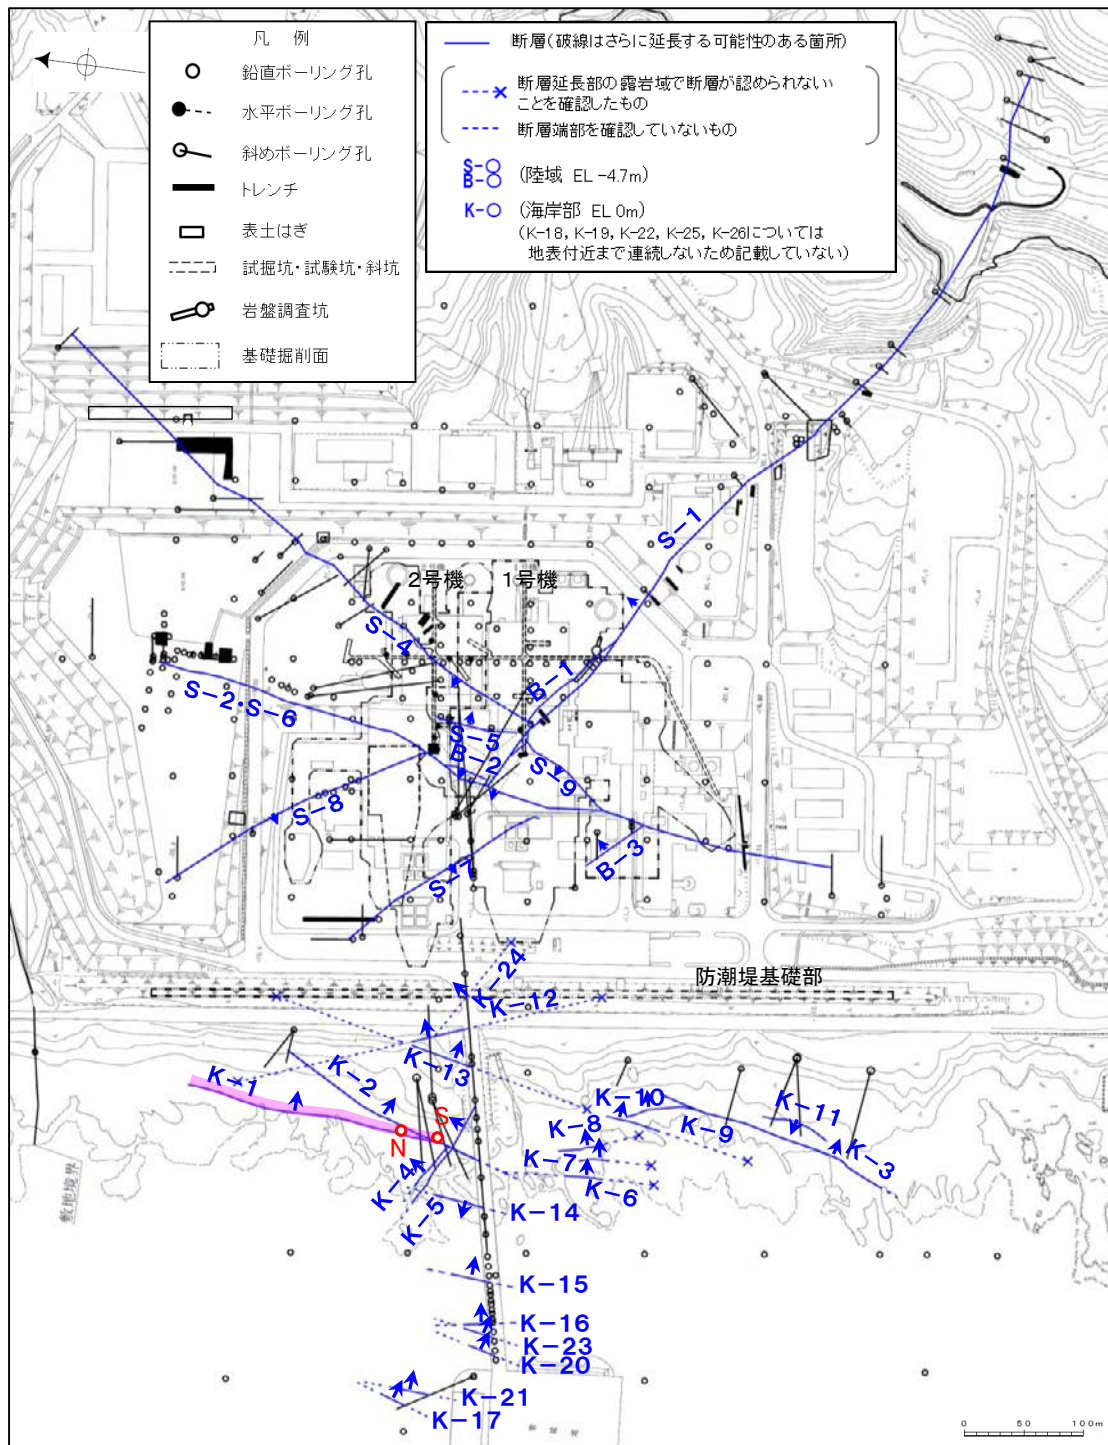 凡 例
鉛直ボーリング孔
水平ボーリング孔
斜めボーリング孔
トレンチ
表土はぎ
試掘坑・試験坑・斜坑
岩盤調査坑
基礎掘削面
断層(破線はさらに延長する可能性のある箇所)
断層延長部の露岩域で断層が認められない
ことを確認したもの
断層端部を確認していないもの
S-○
B-○
(陸域 EL -4.7m)
K-○
(海岸部 EL 0m)
(K-18, K-19, K-22, K-25, K-26については
地表付近まで連続しないため記載していない)
S-1
2号機
1号機
S-4
B-1
S-2・S-6
S-5
B-2
S-9
S-8
S-7
B-3
K-24
防潮堤基礎部
K-12
K-13
K-1
K-2
K-10
K-11
K-8
K-9
S
N
K-7
K-3
K-4
K-6
K-5
K-14
敷地境界
K-15
K-16
K-23
K-20
K-21
K-17
0 50 100m